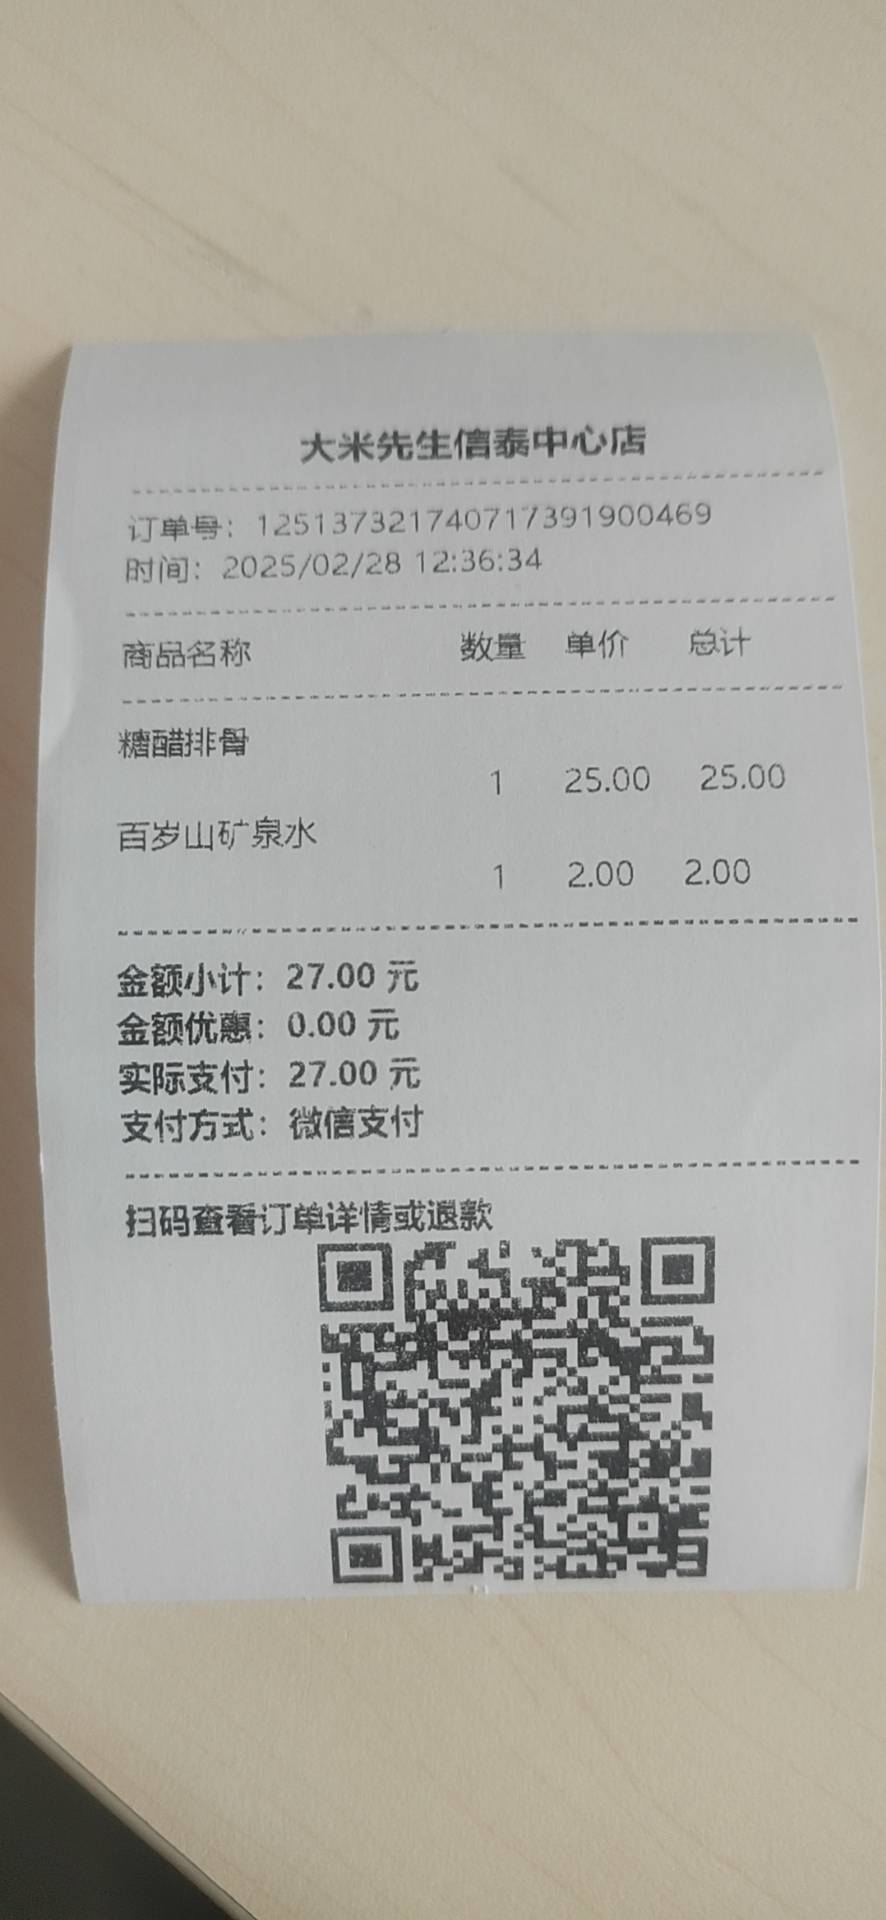 大米先生信泰中心店
订单号：1251373217407173919​00469
时间：2025/02/28 12:36:34
商品名称 数量 单价 总计
糖醋排骨
1 25.00 25.00
百岁山矿泉水
1 2.00 2.00
金额小计：27.00 元
金额优惠：0.00 元
实际支付：27.00 元
支付方式：微信支付
扫码查看订单详情或退款